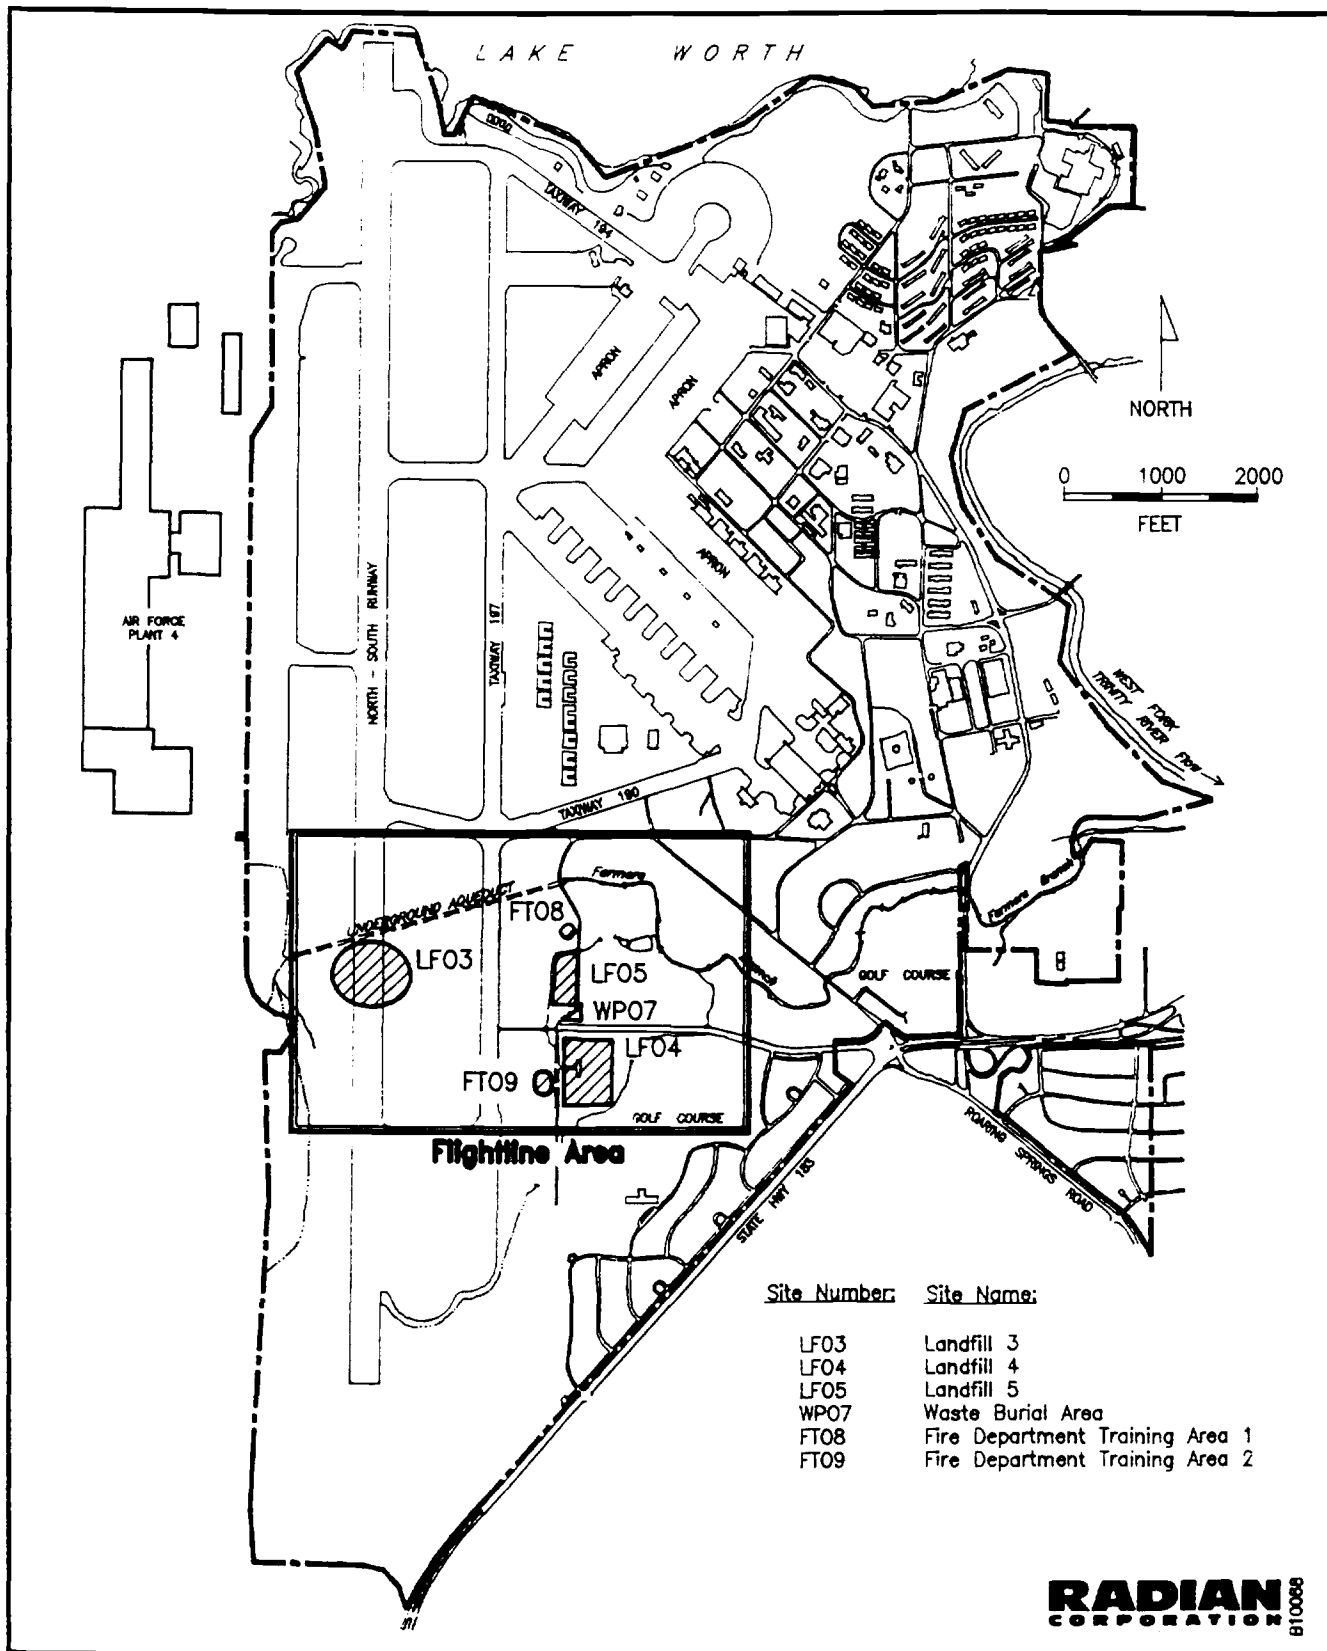 LAKE WORTH
TAXIWAY 194
APRON
APRON
NORTH
0 1000 2000
FEET
APRON
AIR FORCE
PLANT 4
NORTH - SOUTH RUNWAY
TAXIWAY 197
WEST FORK
TRINITY RIVER Flow
TAXIWAY 190
Farmers
Farmers Branch
UNDERGROUND AQUEDUCT
FT08
LF03
LF05
Branch
GOLF COURSE
WP07
LF04
FT09
GOLF COURSE
Flightline Area
ROARING SPRINGS ROAD
STATE HWY 183
Site Number: Site Name:
LF03 Landfill 3
LF04 Landfill 4
LF05 Landfill 5
WP07 Waste Burial Area
FT08 Fire Department Training Area 1
FT09 Fire Department Training Area 2
RADIAN
CORPORATION
B10068